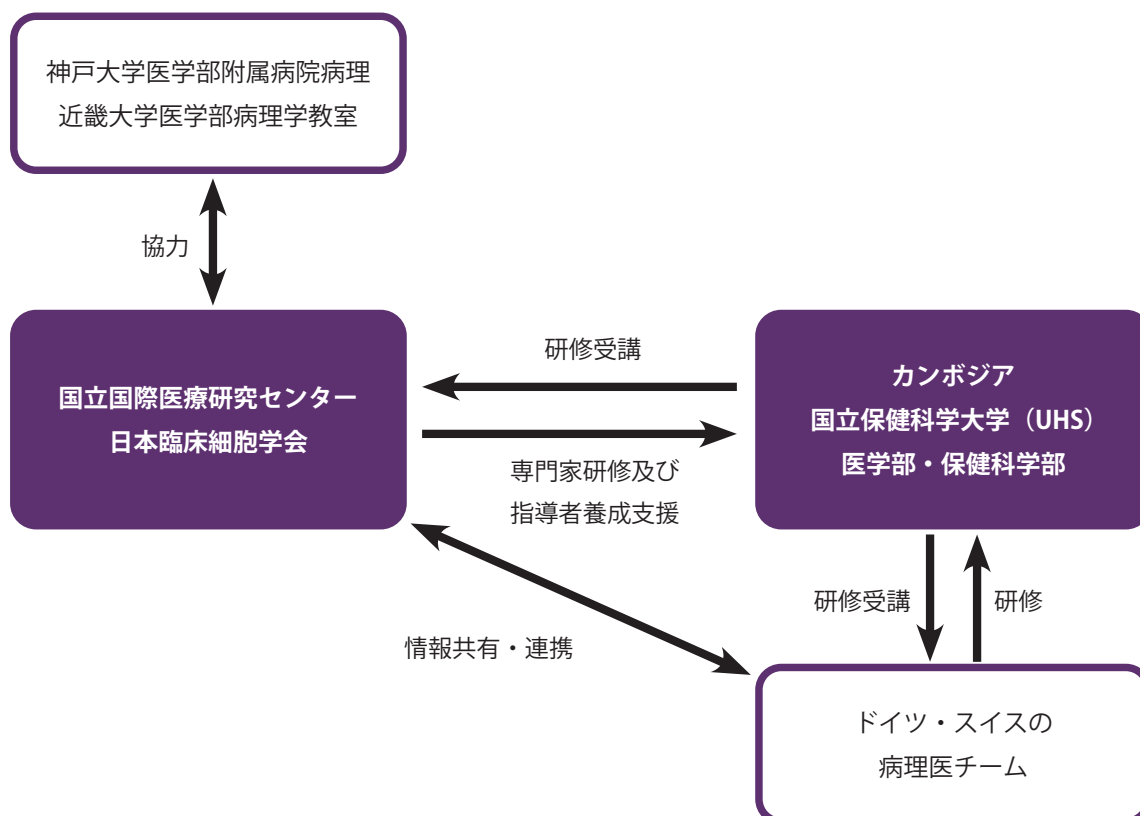 神戸大学医学部附属病院病理
近畿大学医学部病理学教室
協力
国立国際医療研究センター
日本臨床細胞学会
研修受講
専門家研修及び
指導者養成支援
カンボジア
国立保健科学大学（UHS）
医学部・保健科学部
研修受講
研修
情報共有・連携
ドイツ・スイスの
病理医チーム